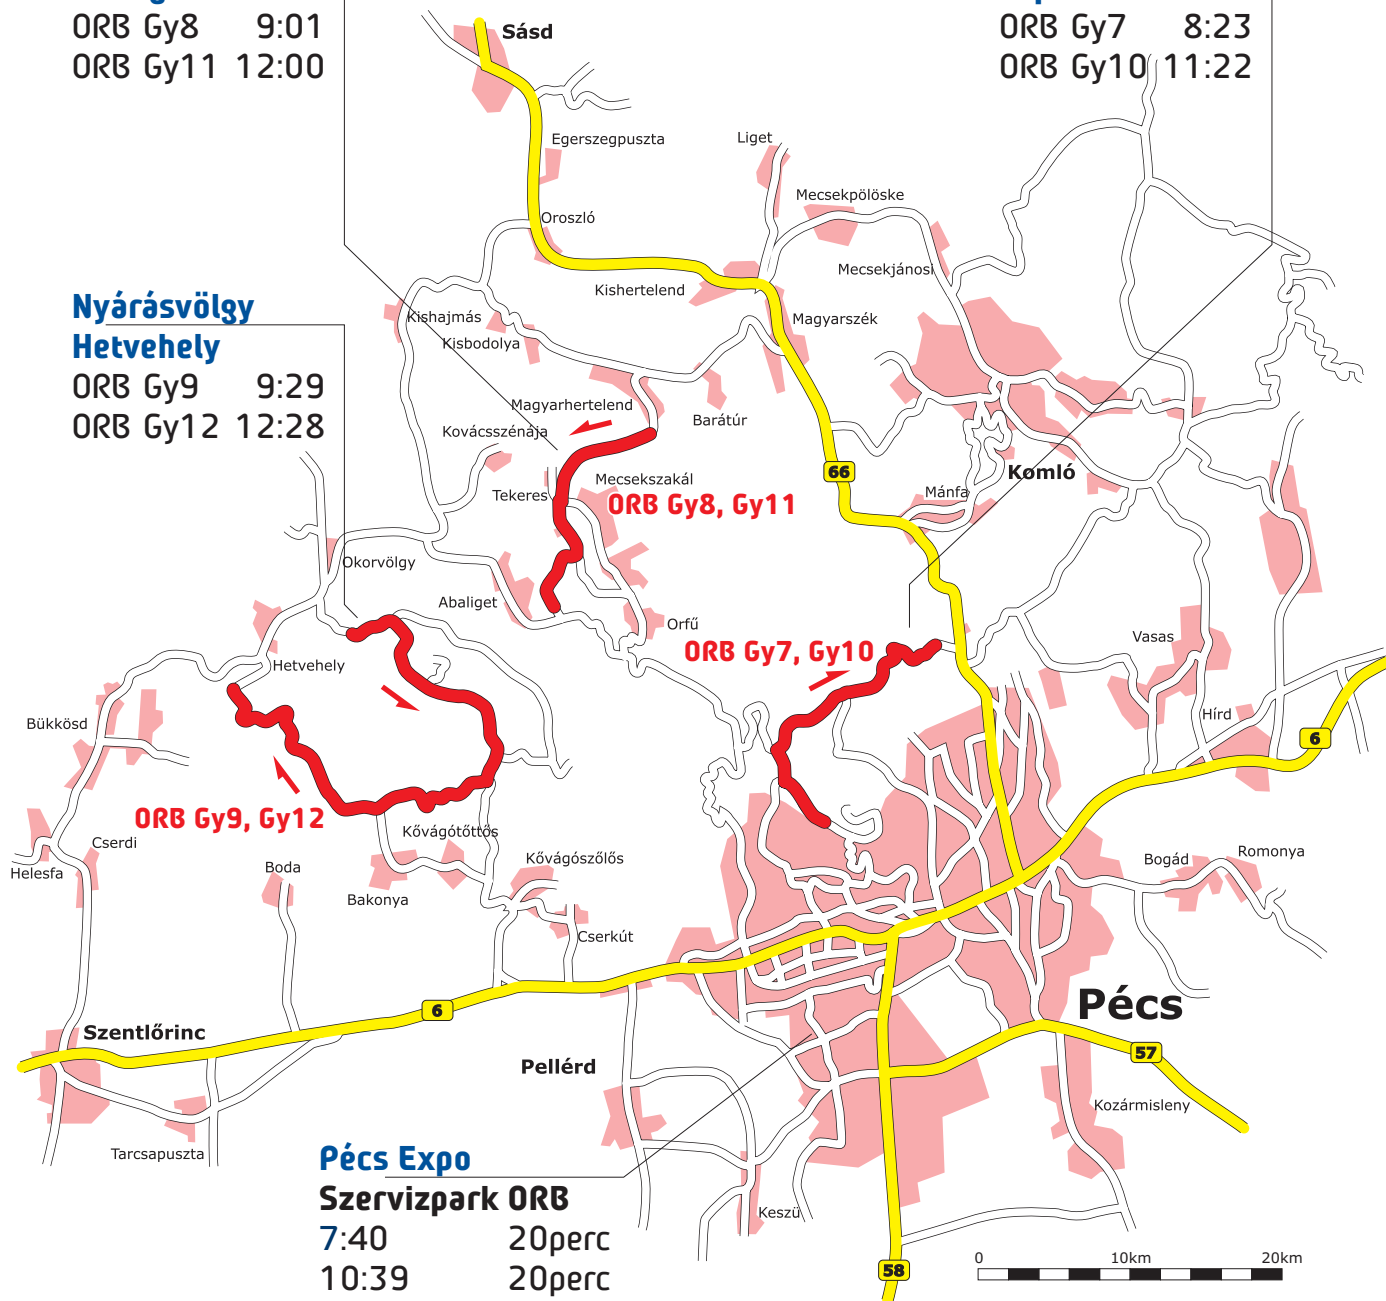 ORB Gy8 9:01
ORB Gy11 12:00
ORB Gy7 8:23
ORB Gy10 11:22
Sásd
Egerszegpuszta
Liget
Mecsekpölöske
Oroszló
Mecsekjánosi
Kishertelend
Nyárásvölgy
Hetvehely
ORB Gy9 9:29
ORB Gy12 12:28
Kishajmás
Kisbodolya
Magyarszék
Magyarhertelend
Barátúr
Kovácsszénája
Mecsekszakál
Tekeres
ORB Gy8, Gy11
66
Komló
Mánfa
Okorvölgy
Abaliget
Orfű
ORB Gy7, Gy10
Vasas
Hetvehely
Bükkösd
Hírd
6
ORB Gy9, Gy12
Kővágótőttős
Cserdi
Helesfa
Boda
Kővágószőlős
Bakonya
Bogád
Romonya
Cserkút
6
Szentlőrinc
Pécs
57
Pellérd
Kozármisleny
Tarcsapuszta
Pécs Expo
Szervizpark ORB
7:40 20perc
10:39 20perc
Keszü
58
0 10km 20km